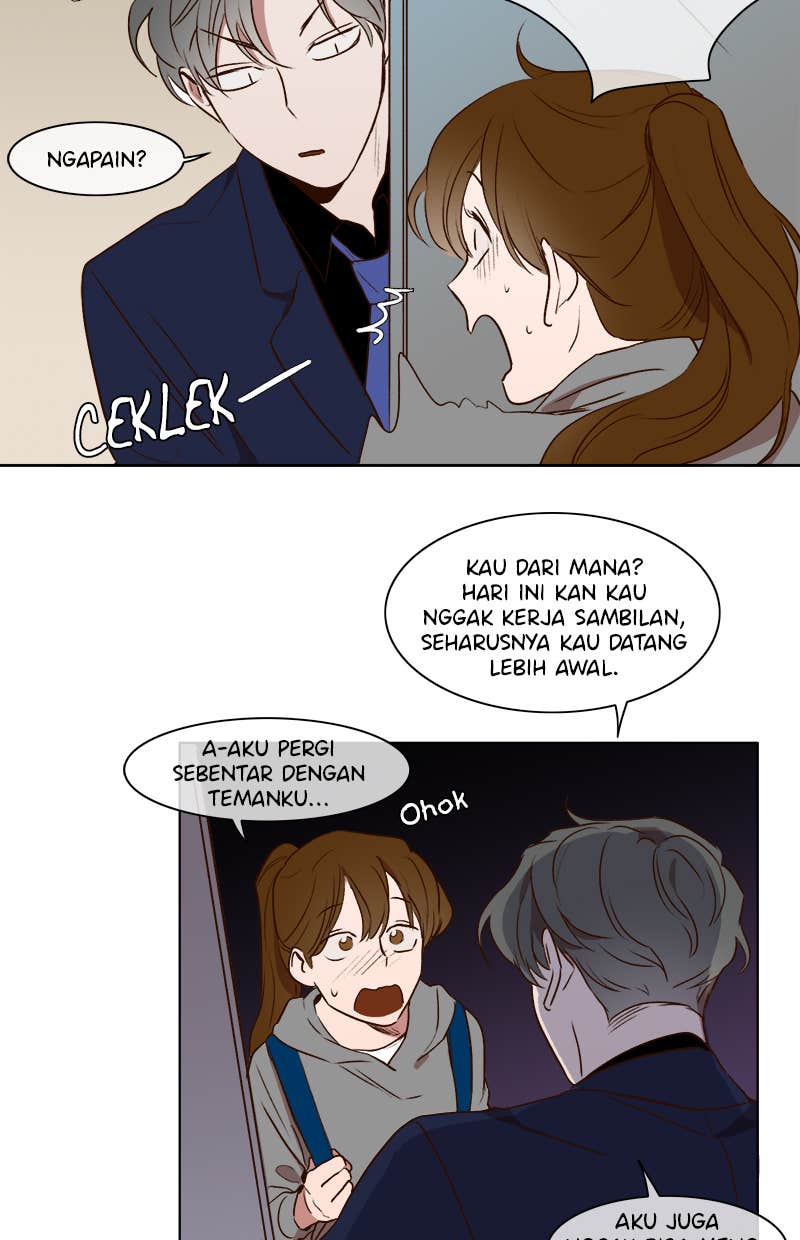 NGAPAIN?
CEKLEK
KAU DARI MANA?
HARI INI KAN KAU
NGGAK KERJA SAMBILAN,
SEHARUSNYA KAU DATANG
LEBIH AWAL.
A-AKU PERGI
SEBENTAR DENGAN
TEMANKU...
Ohok
AKU JUGA